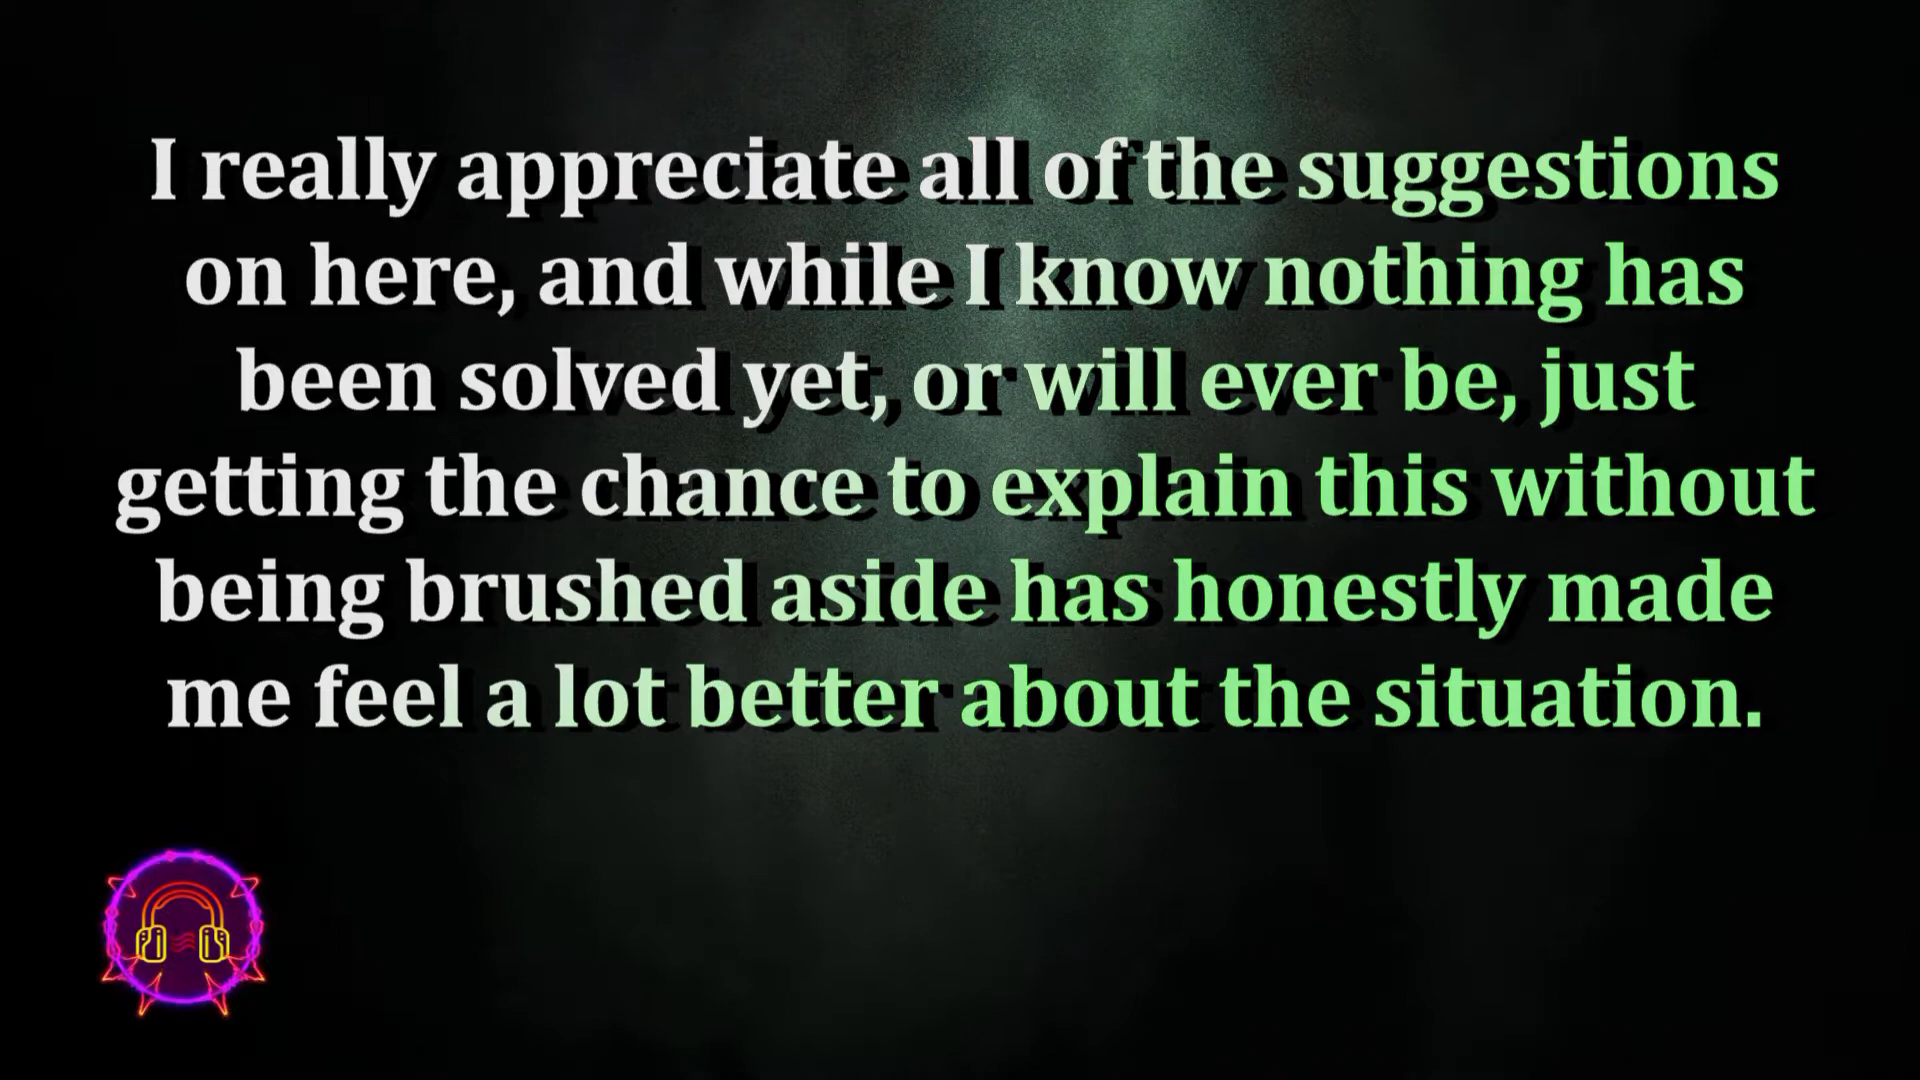 I really appreciate all of the suggestions
on here, and while I know nothing has
been solved yet, or will ever be, just
getting the chance to explain this without
being brushed aside has honestly made
me feel a lot better about the situation.